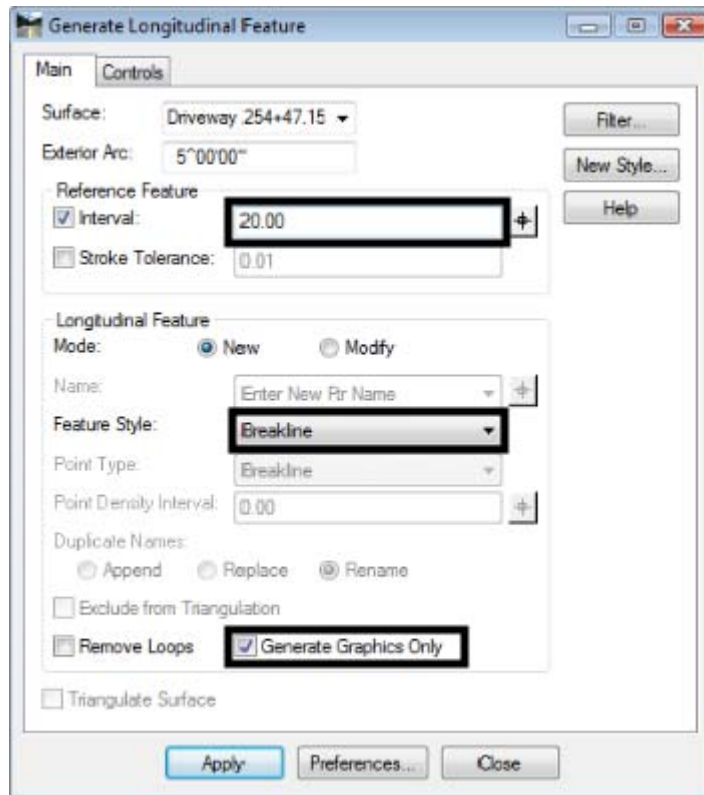 Generate Longitudinal Feature
Main Controls
Surface: Driveway 254+47.15
Exterior Arc: 5^00'00"
Filter...
New Style...
Help
Reference Feature
Interval: 20.00
Stroke Tolerance: 0.01
Longitudinal Feature
Mode: New Modify
Name: Enter New Ftr Name
Feature Style: Breakline
Point Type: Breakline
Point Density Interval: 0.00
Duplicate Names:
Append Replace Rename
Exclude from Triangulation
Remove Loops Generate Graphics Only
Triangulate Surface
Apply Preferences... Close